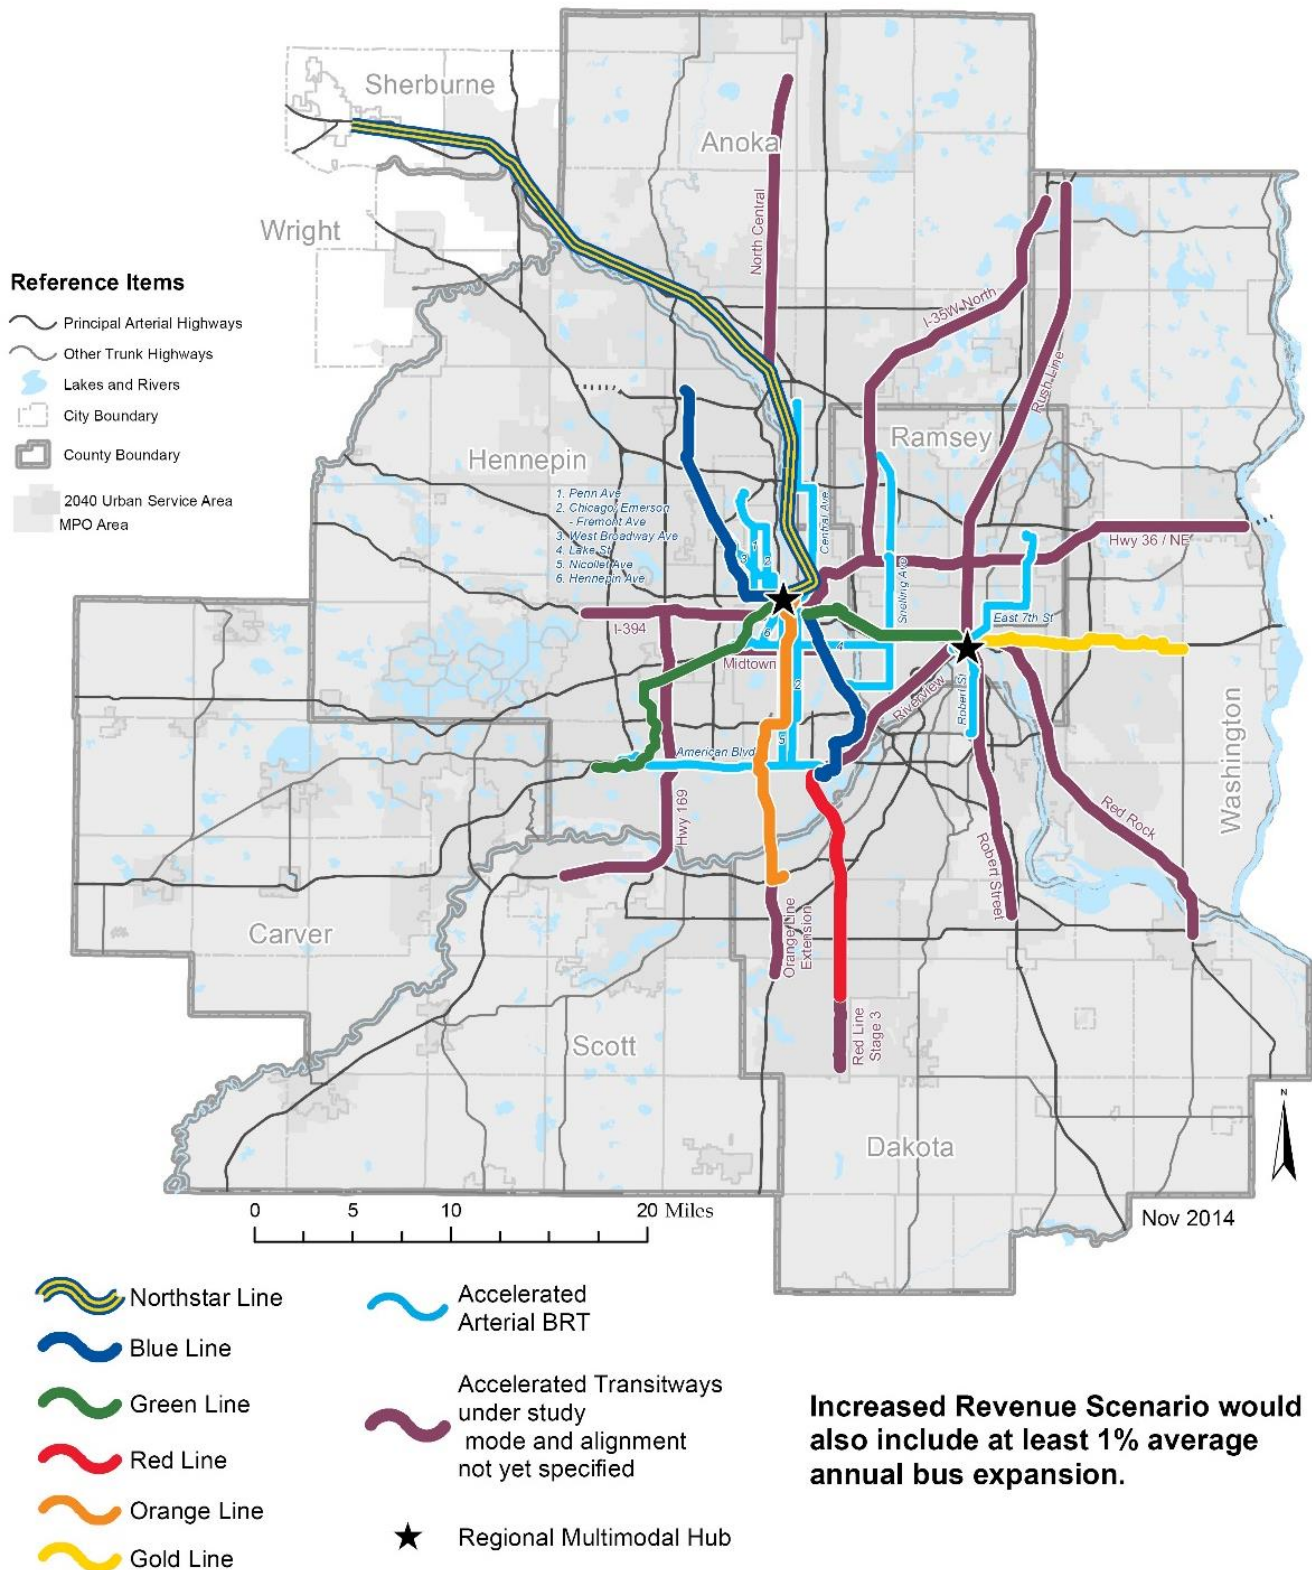 Sherburne
Anoka
Wright
North Central
Reference Items
Principal Arterial Highways
Other Trunk Highways
Lakes and Rivers
City Boundary
County Boundary
2040 Urban Service Area
MPO Area
I-35W North
Rush Line
Ramsey
Hennepin
1. Penn Ave
2. Chicago/Emerson
- Fremont Ave
3. West Broadway Ave
4. Lake St
5. Nicollet Ave
6. Hennepin Ave
Central Ave
Snelling Ave
Hwy 36 / NE
1
3
2
I-394
6
4
East 7th St
Midtown
2
Riverview
Robert St
5
American Blvd
Washington
Hwy 169
Red Rock
Robert Street
Orange Line
Extension
Carver
Scott
Red Line
Stage 3
Dakota
N
0 5 10 20 Miles
Nov 2014
Northstar Line
Blue Line
Green Line
Red Line
Orange Line
Gold Line
Accelerated
Arterial BRT
Accelerated Transitways
under study
mode and alignment
not yet specified
Regional Multimodal Hub
Increased Revenue Scenario would
also include at least 1% average
annual bus expansion.